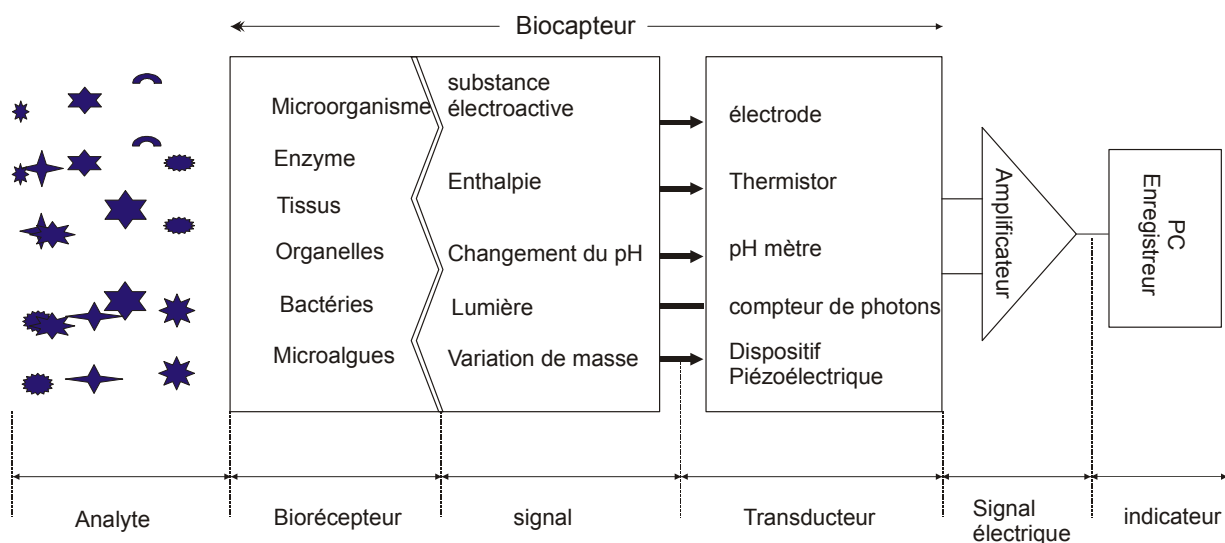 Biocapteur
Microorganisme
Enzyme
Tissus
Organelles
Bactéries
Microalgues
substance
électroactive
Enthalpie
Changement du pH
Lumière
Variation de masse
électrode
Thermistor
pH mètre
compteur de photons
Dispositif
Piézoélectrique
Amplificateur
PC
Enregistreur
Analyte
Biorécepteur
signal
Transducteur
Signal
électrique
indicateur